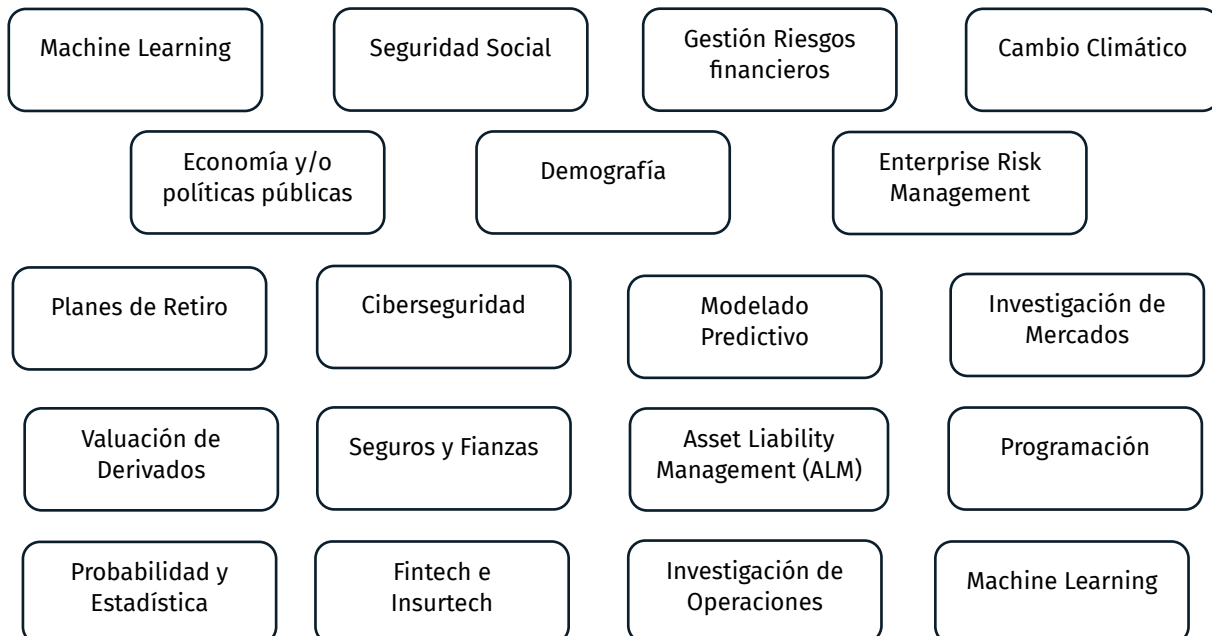 Machine Learning
Seguridad Social
Gestión Riesgos
financieros
Cambio Climático
Economía y/o
políticas públicas
Demografía
Enterprise Risk
Management
Planes de Retiro
Ciberseguridad
Modelado
Predictivo
Investigación de
Mercados
Valuación de
Derivados
Seguros y Fianzas
Asset Liability
Management (ALM)
Programación
Probabilidad y
Estadística
Fintech e
Insurtech
Investigación de
Operaciones
Machine Learning